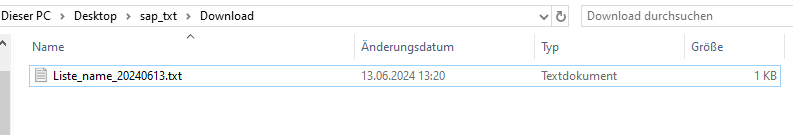 Dieser PC > Desktop > sap_txt > Download
Download durchsuchen
Name Änderungsdatum Typ Größe
Liste_name_20240613.txt 13.06.2024 13:20 Textdokument 1 KB